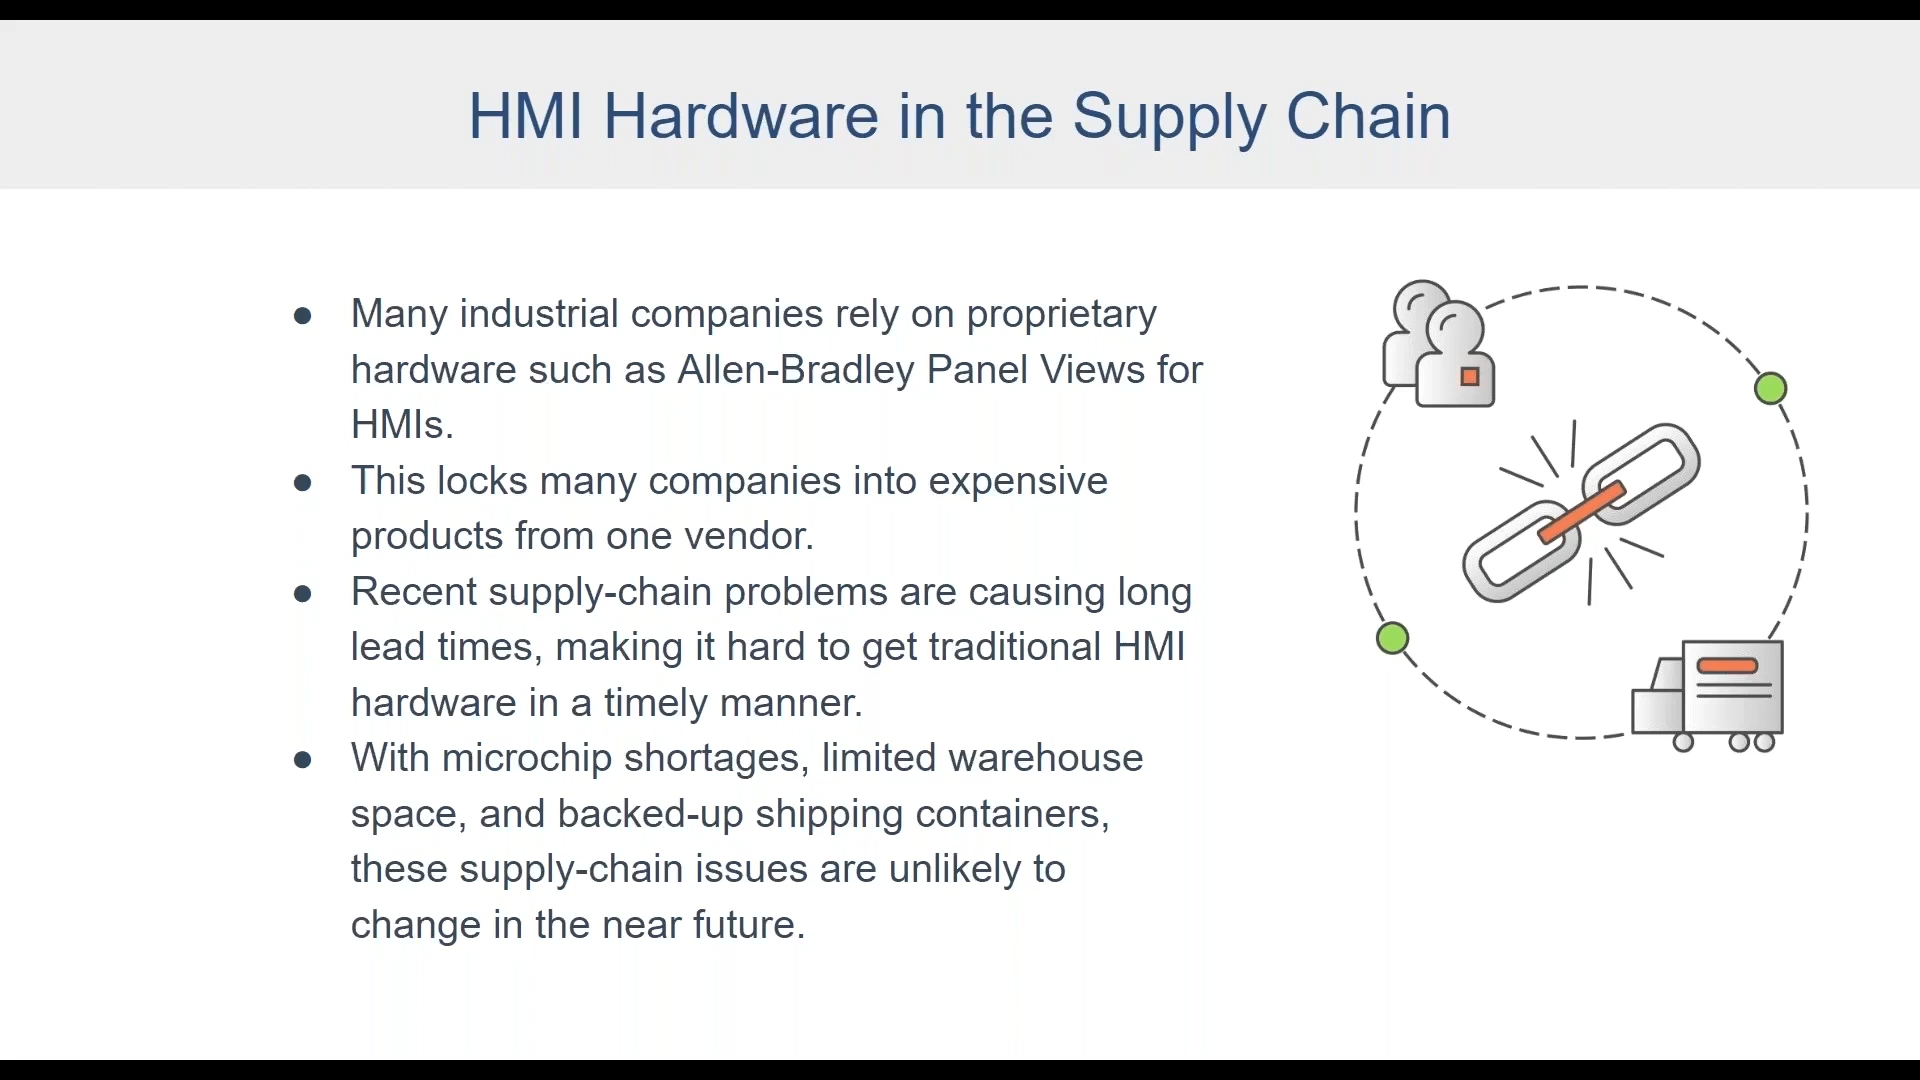 HMI Hardware in the Supply Chain
● Many industrial companies rely on proprietary
hardware such as Allen-Bradley Panel Views for
HMIs.
● This locks many companies into expensive
products from one vendor.
● Recent supply-chain problems are causing long
lead times, making it hard to get traditional HMI
hardware in a timely manner.
● With microchip shortages, limited warehouse
space, and backed-up shipping containers,
these supply-chain issues are unlikely to
change in the near future.